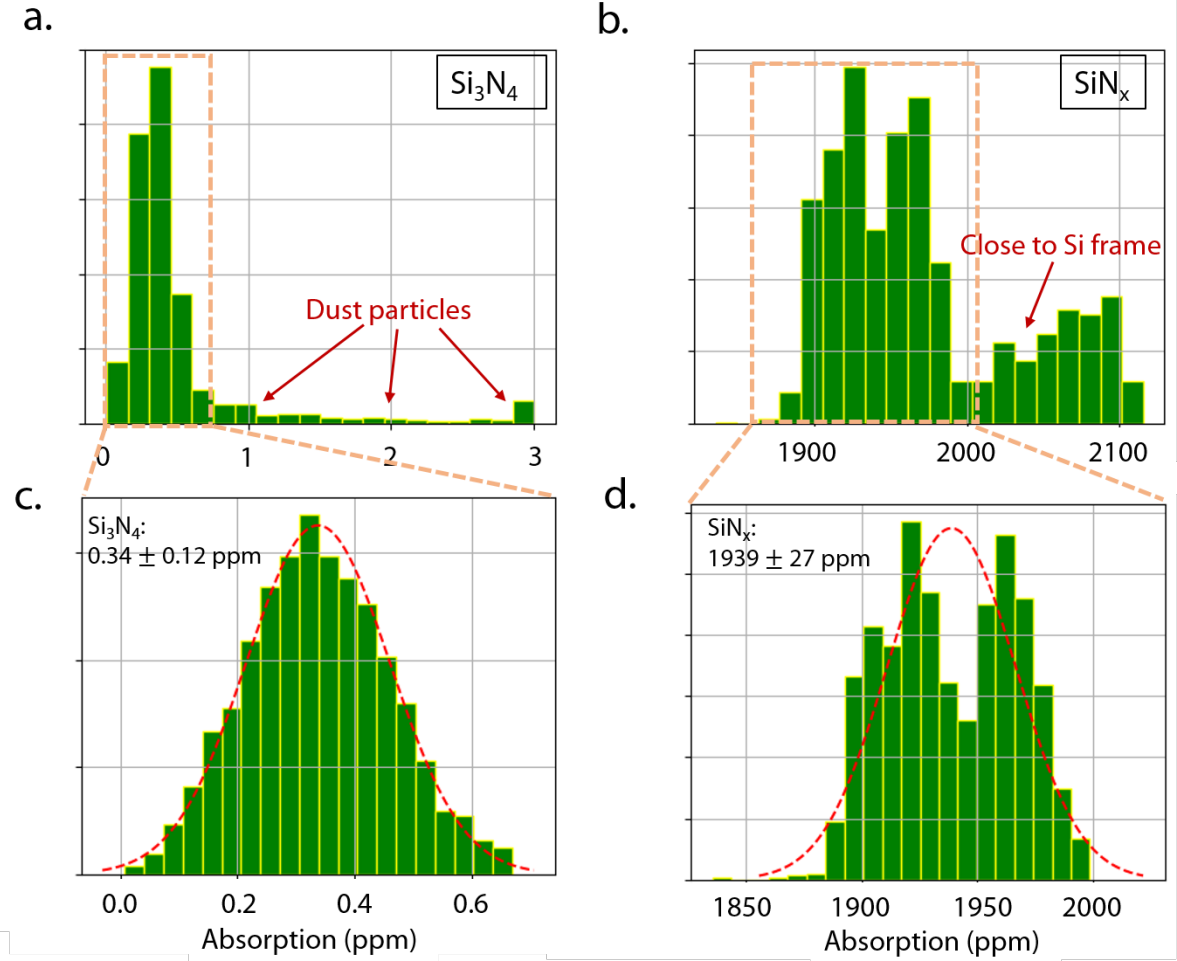 a.
b.
Si₃N₄
SiNₓ
Close to Si frame
Dust particles
0 1 2 3
1900 2000 2100
c.
d.
Si₃N₄:
0.34 ± 0.12 ppm
SiNₓ:
1939 ± 27 ppm
0.0 0.2 0.4 0.6
1850 1900 1950 2000
Absorption (ppm)
Absorption (ppm)